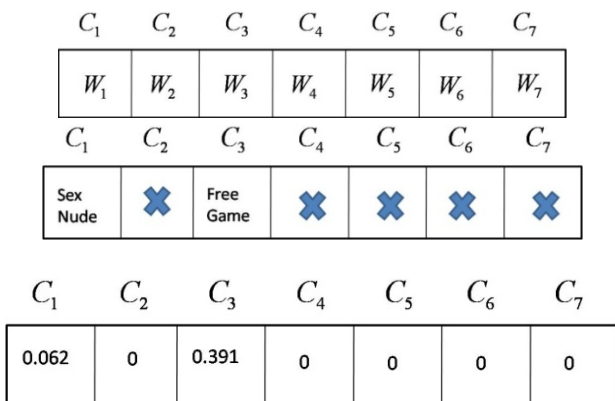 C₁ C₂ C₃ C₄ C₅ C₆ C₇
W₁ W₂ W₃ W₄ W₅ W₆ W₇
C₁ C₂ C₃ C₄ C₅ C₆ C₇
Sex Free
Nude Game
C₁ C₂ C₃ C₄ C₅ C₆ C₇
0.062 0 0.391 0 0 0 0